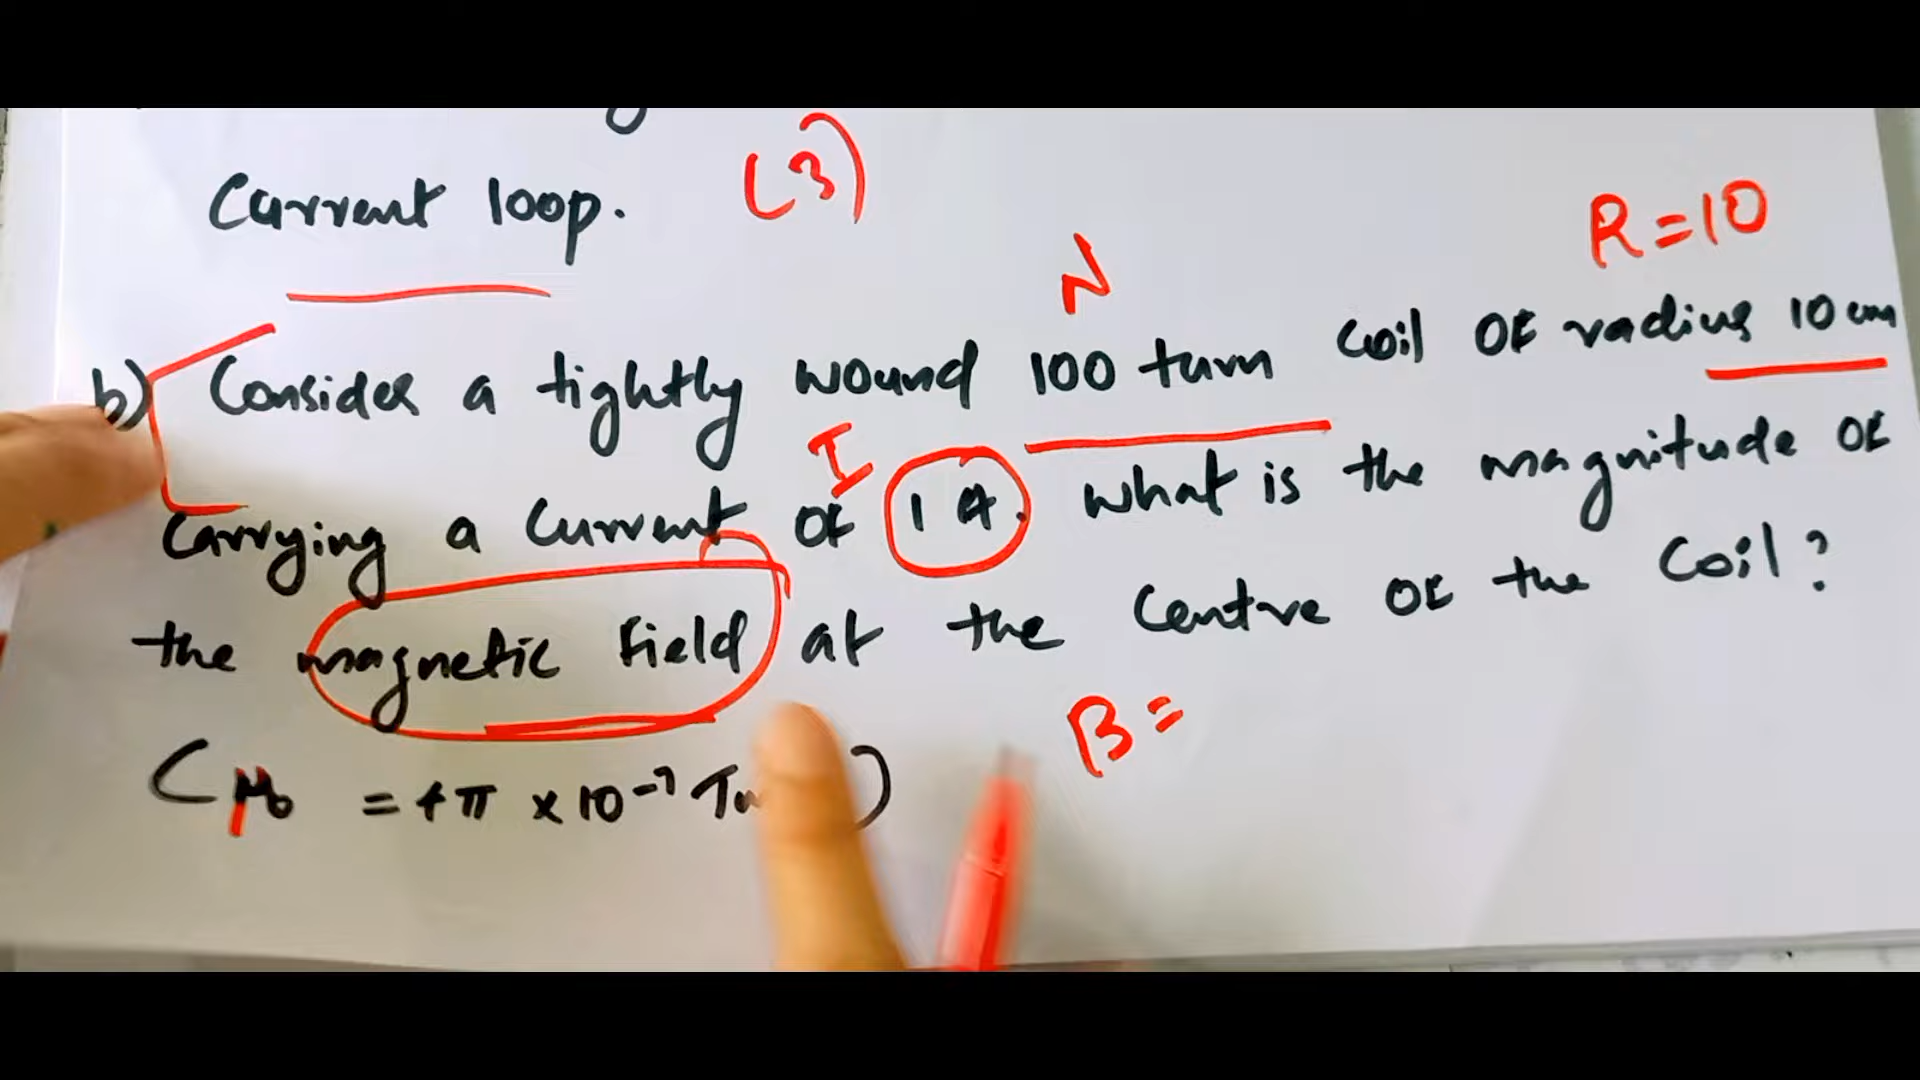 Current loop. (3)
R=10
N
b) Consider a tightly wound 100 turn coil of radius 10 cm
I
Carrying a current of 1 A. What is the magnitude of
the magnetic field at the centre of the coil?
B=
(μ₀ = 4π × 10⁻⁷ )